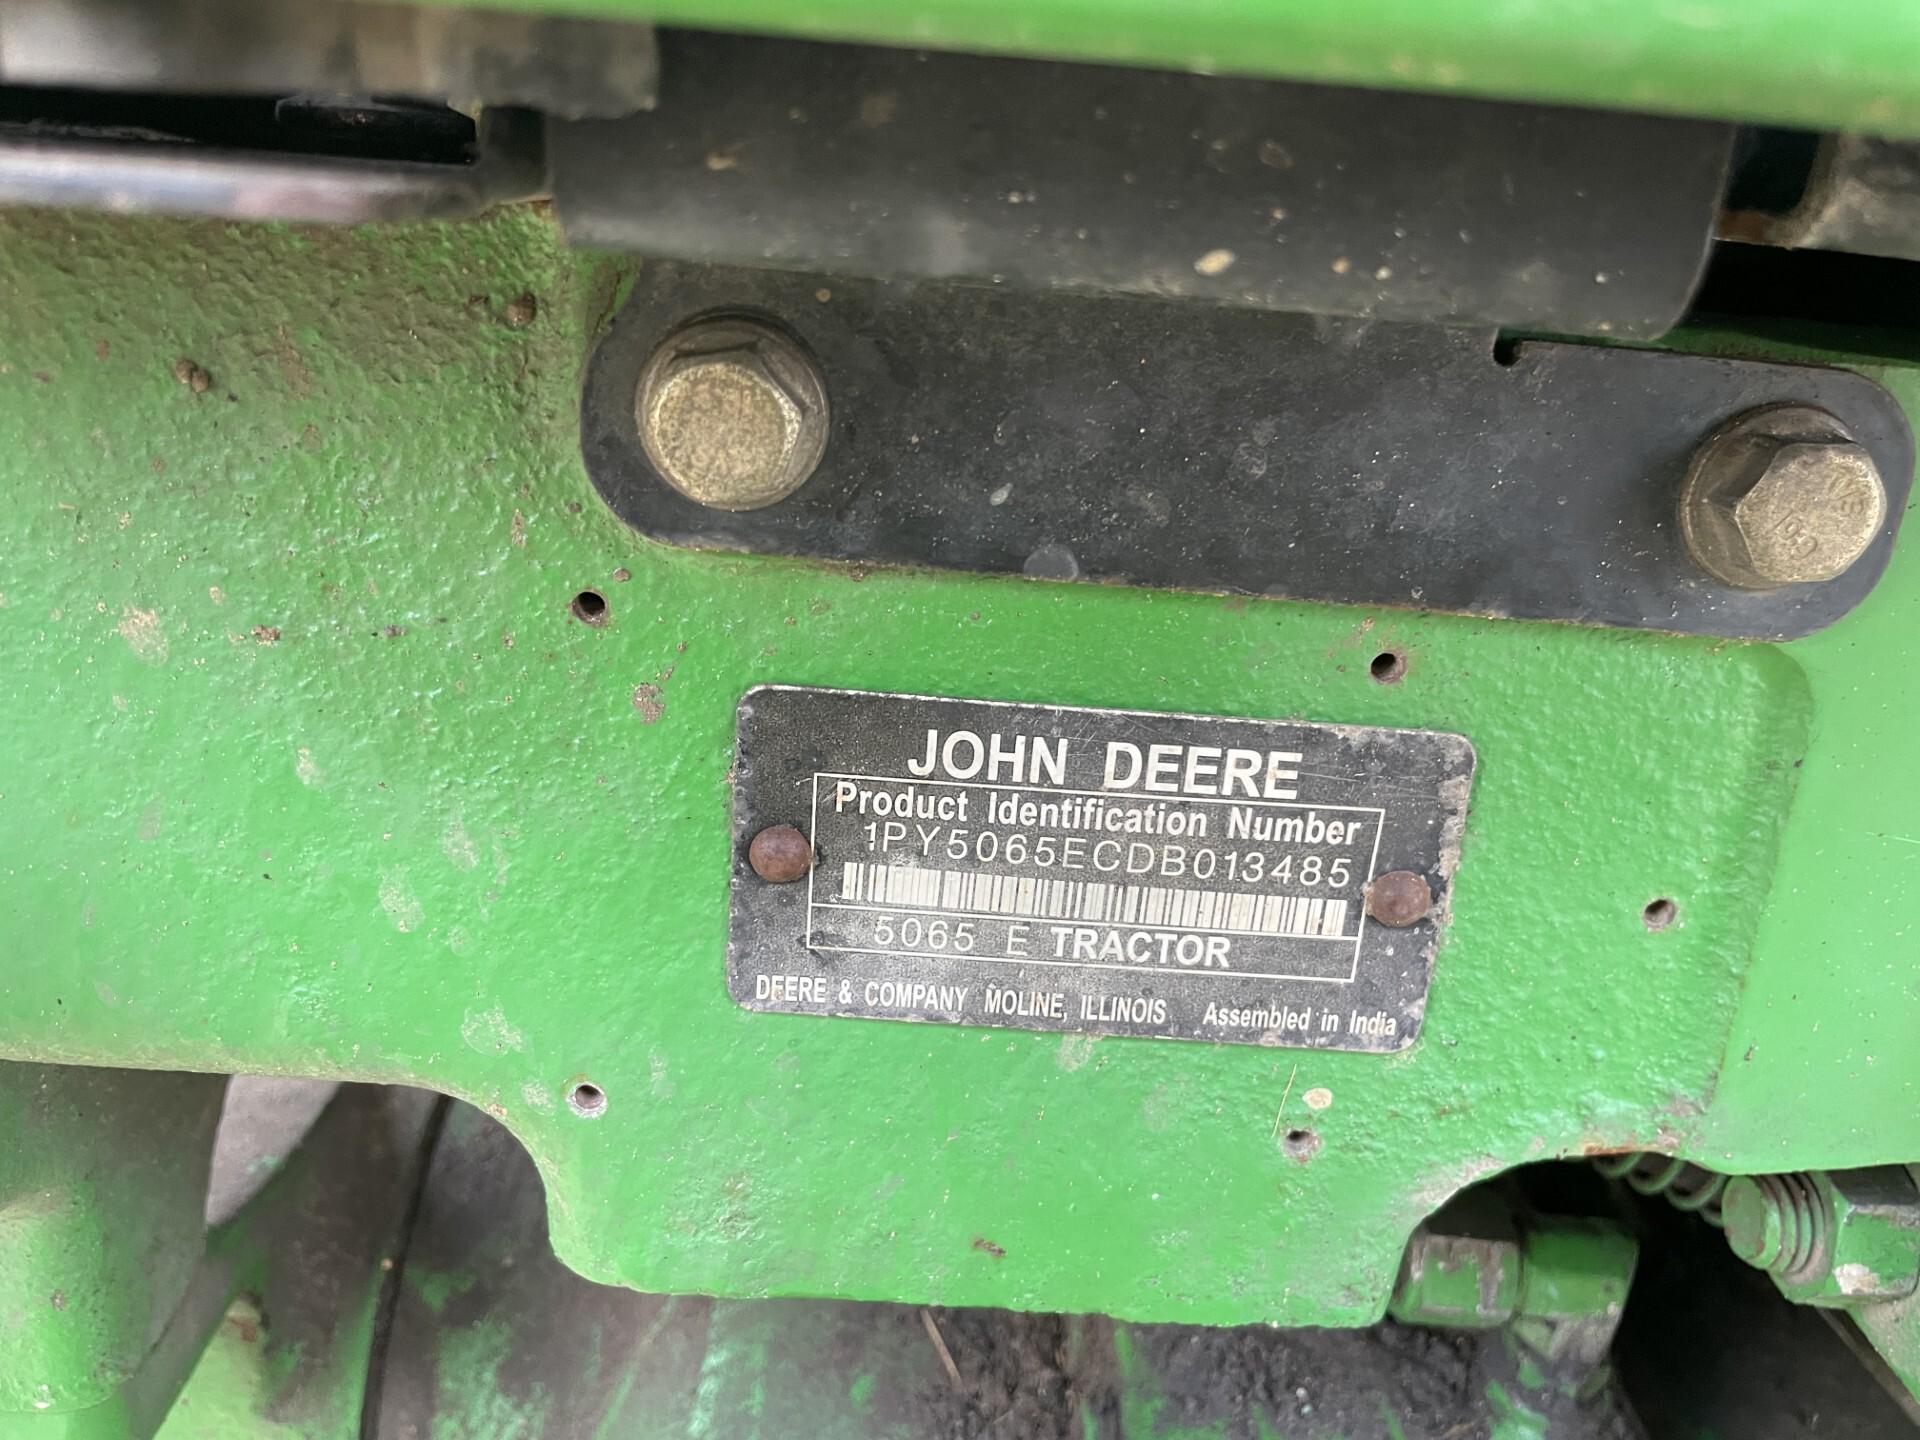 JOHN DEERE
Product Identification Number
1PY5065ECDB013485
5065 E TRACTOR
DEERE & COMPANY MOLINE, ILLINOIS Assembled in India